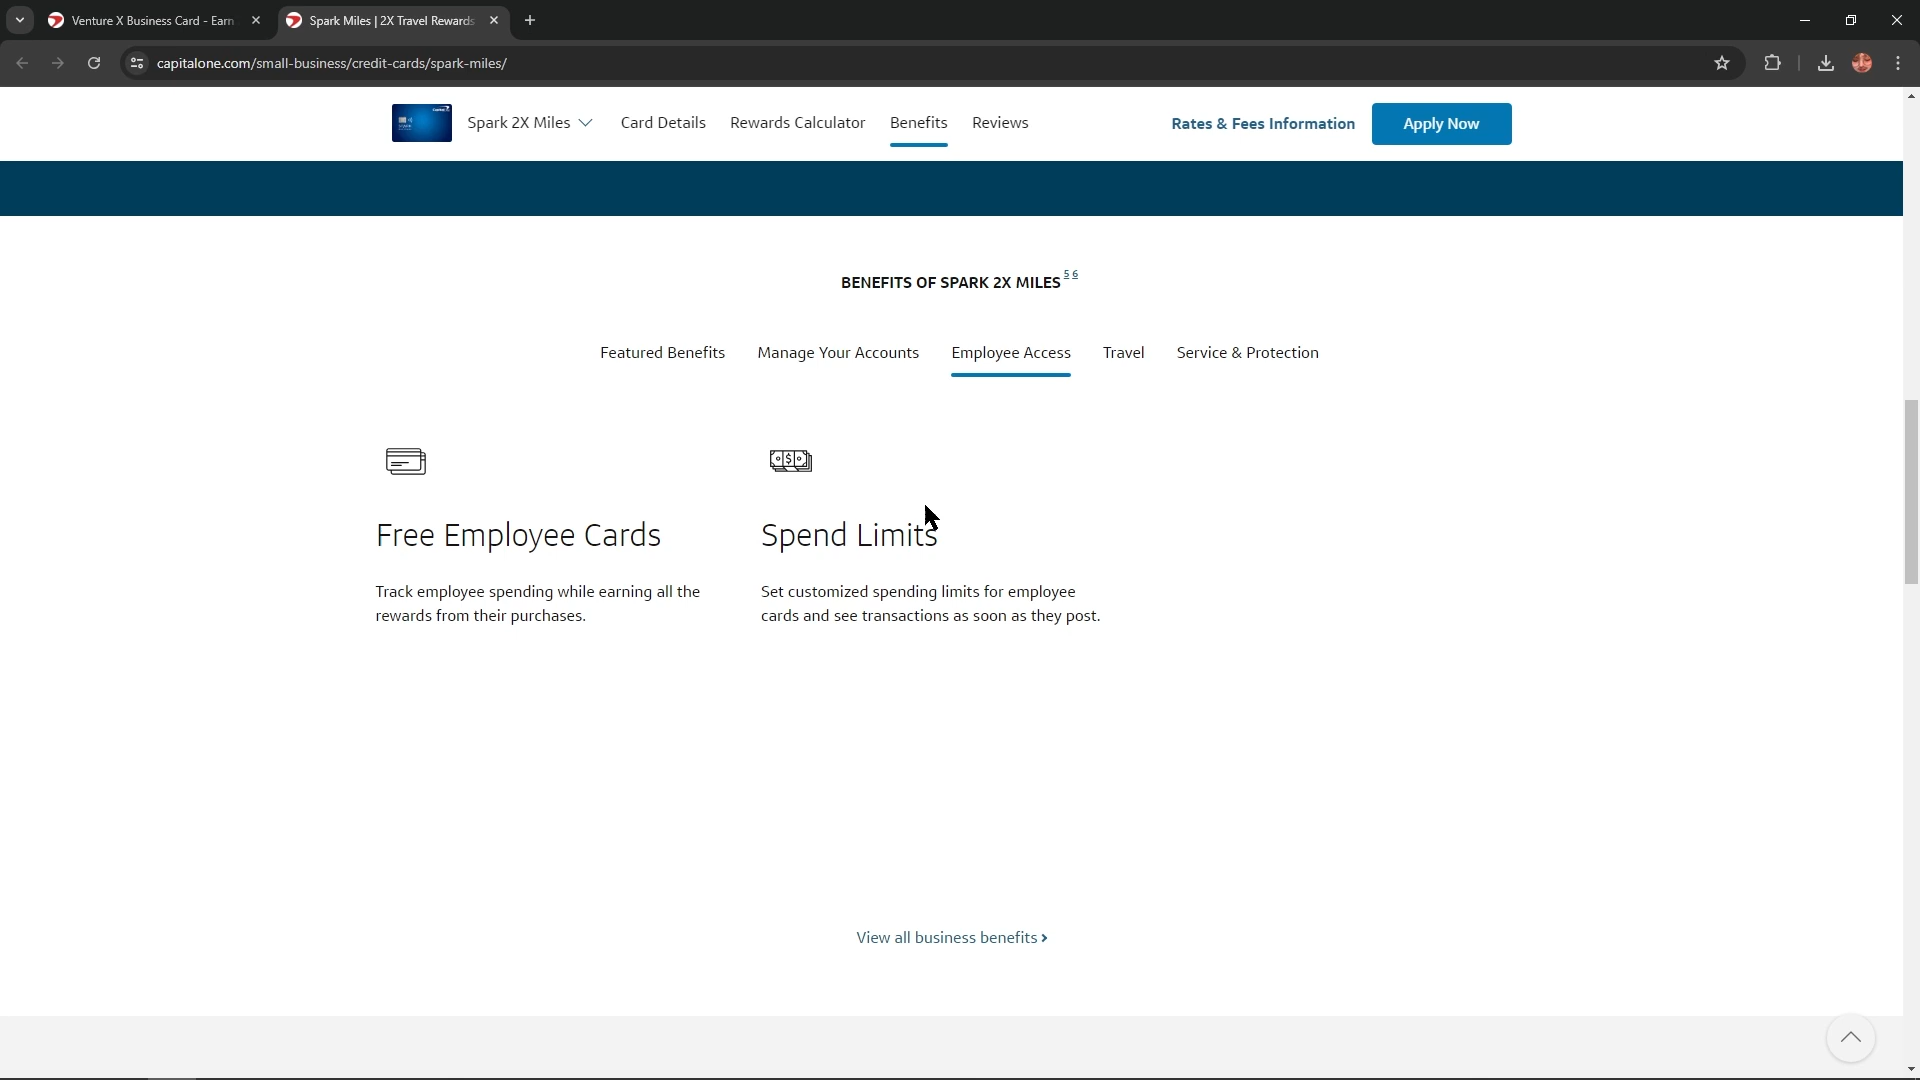 Venture X Business Card - Earn
Spark Miles | 2X Travel Rewards
capitalone.com/small-business/credit-cards/spark-miles/
Spark 2X Miles
Card Details
Rewards Calculator
Benefits
Reviews
Rates & Fees Information
Apply Now
BENEFITS OF SPARK 2X MILES 5 6
Featured Benefits
Manage Your Accounts
Employee Access
Travel
Service & Protection
Free Employee Cards
Track employee spending while earning all the
rewards from their purchases.
Spend Limits
Set customized spending limits for employee
cards and see transactions as soon as they post.
View all business benefits